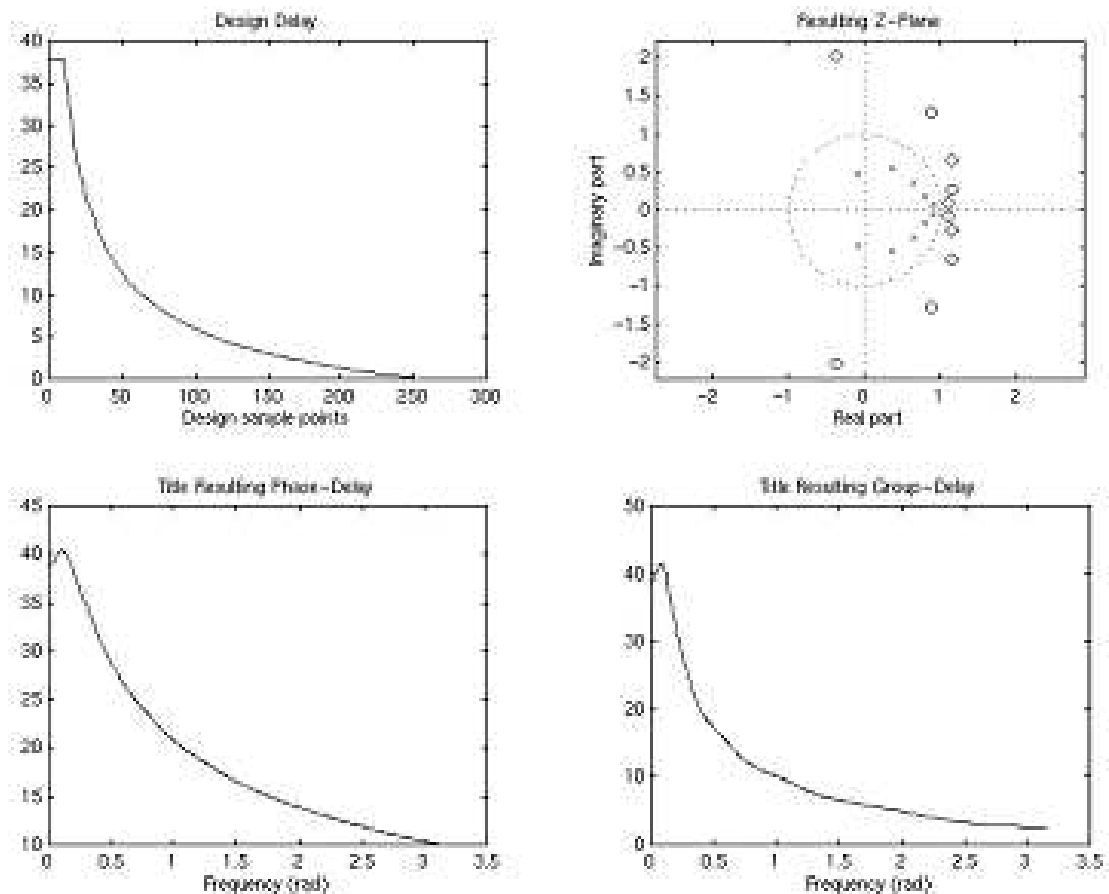 Design Delay
40
35
30
25
20
15
10
5
0
0 50 100 150 200 250 300
Design sample points
Resulting Z-Plane
2
1.5
1
0.5
0
-0.5
-1
-1.5
-2
-2 -1 0 1 2
Imaginary part
Real part
Title Resulting Phase-Delay
45
40
35
30
25
20
15
10
0 0.5 1 1.5 2 2.5 3 3.5
Frequency (rad)
Title Resulting Group-Delay
50
40
30
20
10
0
0 0.5 1 1.5 2 2.5 3 3.5
Frequency (rad)